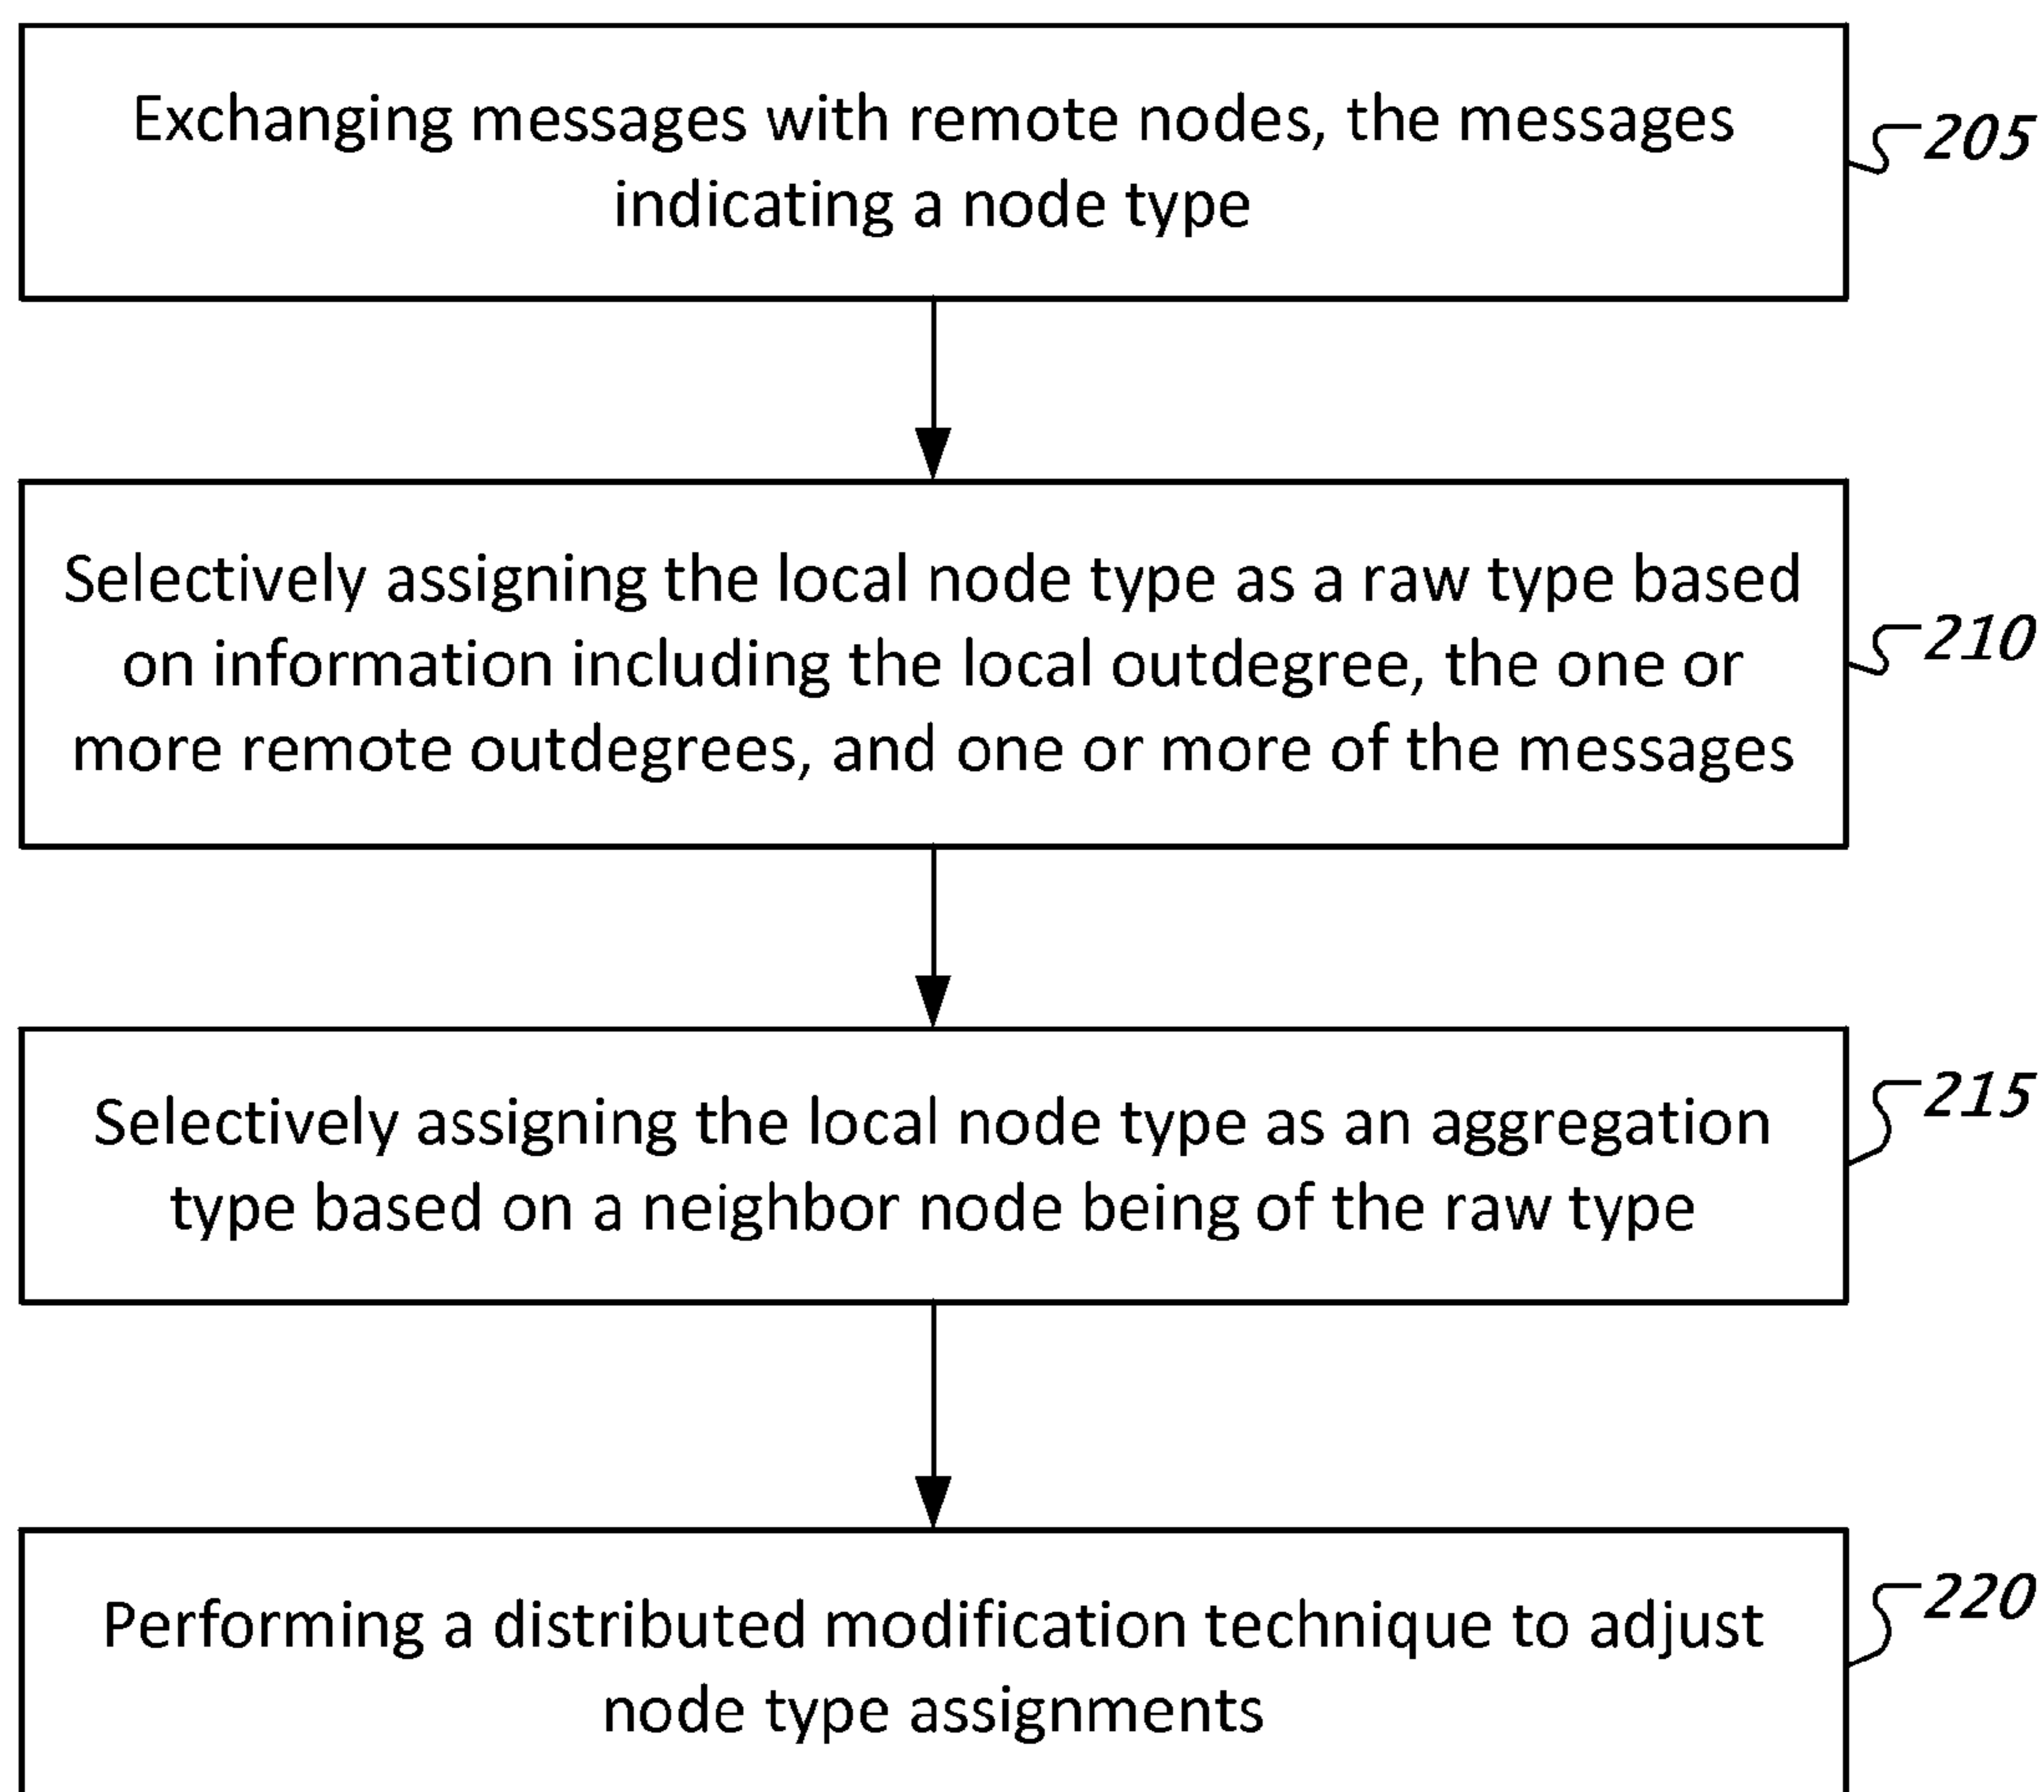 Exchanging messages with remote nodes, the messages
indicating a node type
205
Selectively assigning the local node type as a raw type based
on information including the local outdegree, the one or
more remote outdegrees, and one or more of the messages
210
Selectively assigning the local node type as an aggregation
type based on a neighbor node being of the raw type
215
Performing a distributed modification technique to adjust
node type assignments
220